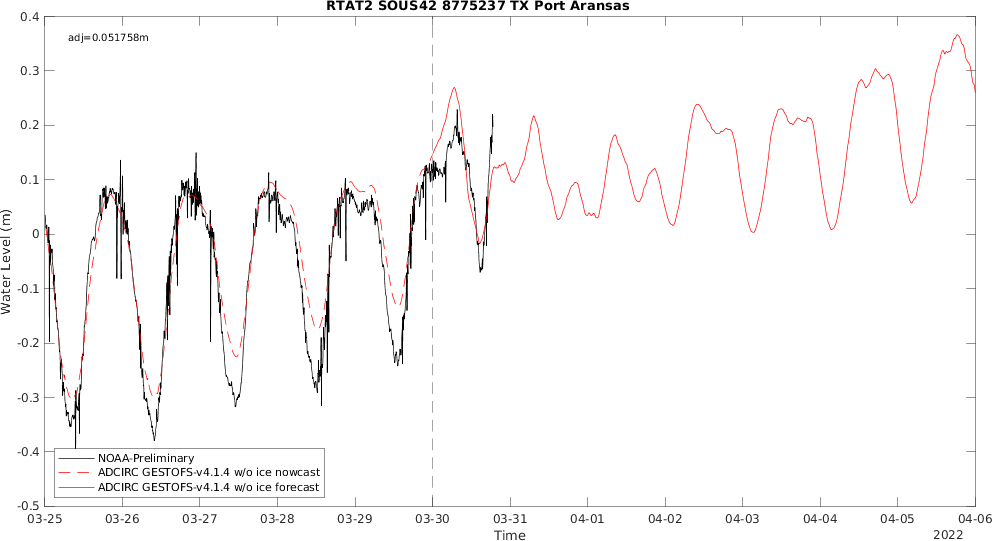 RTAT2 SOUS42 8775237 TX Port Aransas
adj=0.051758m
0.4
0.3
0.2
0.1
0
-0.1
-0.2
-0.3
-0.4
-0.5
Water Level (m)
NOAA-Preliminary
ADCIRC GESTOFS-v4.1.4 w/o ice nowcast
ADCIRC GESTOFS-v4.1.4 w/o ice forecast
03-25 03-26 03-27 03-28 03-29 03-30 03-31 04-01 04-02 04-03 04-04 04-05 04-06
Time
2022